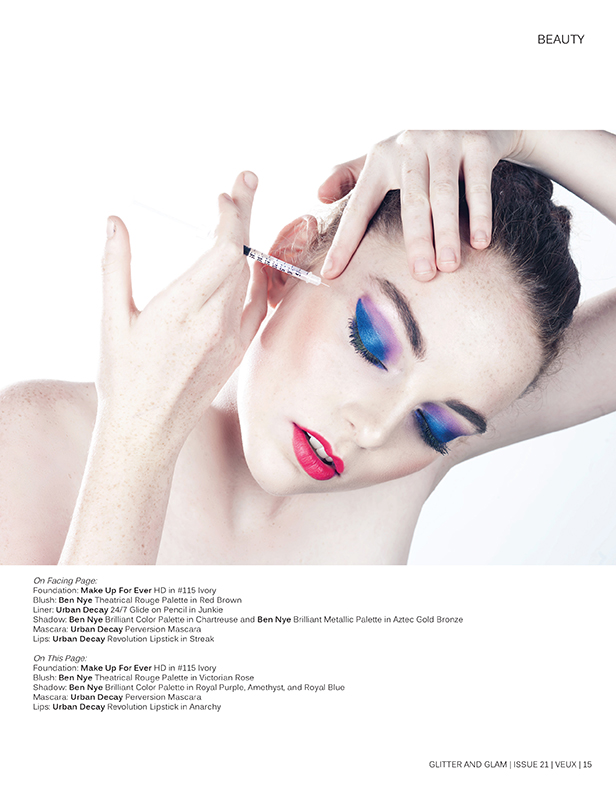 BEAUTY
On Facing Page:
Foundation: Make Up For Ever HD in #115 Ivory
Blush: Ben Nye Theatrical Rouge Palette in Red Brown
Liner: Urban Decay 24/7 Glide on Pencil in Junkie
Shadow: Ben Nye Brilliant Color Palette in Chartreuse and Ben Nye Brilliant Metallic Palette in Aztec Gold Bronze
Mascara: Urban Decay Perversion Mascara
Lips: Urban Decay Revolution Lipstick in Streak
On This Page:
Foundation: Make Up For Ever HD in #115 Ivory
Blush: Ben Nye Theatrical Rouge Palette in Victorian Rose
Shadow: Ben Nye Brilliant Color Palette in Royal Purple, Amethyst, and Royal Blue
Mascara: Urban Decay Perversion Mascara
Lips: Urban Decay Revolution Lipstick in Anarchy
GLITTER AND GLAM | ISSUE 21 | VEUX | 15